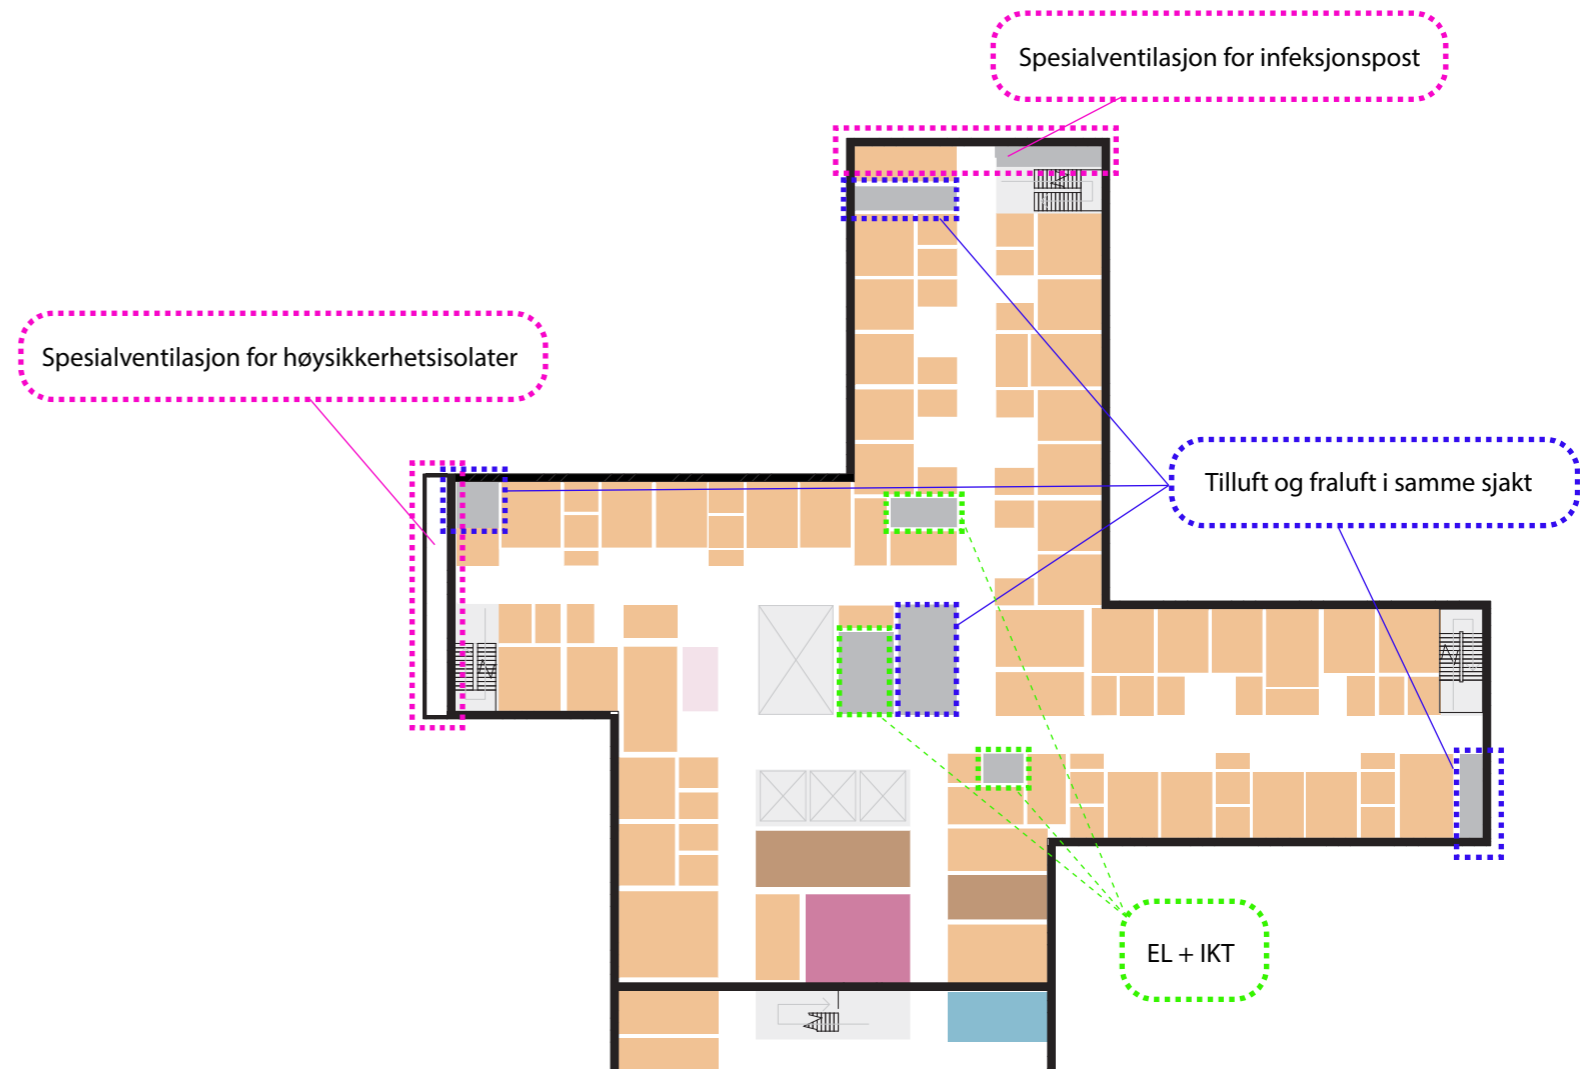 Spesialventilasjon for infeksjonspost
Spesialventilasjon for høysikkerhetsisolater
Tilluft og fraluft i samme sjakt
EL + IKT